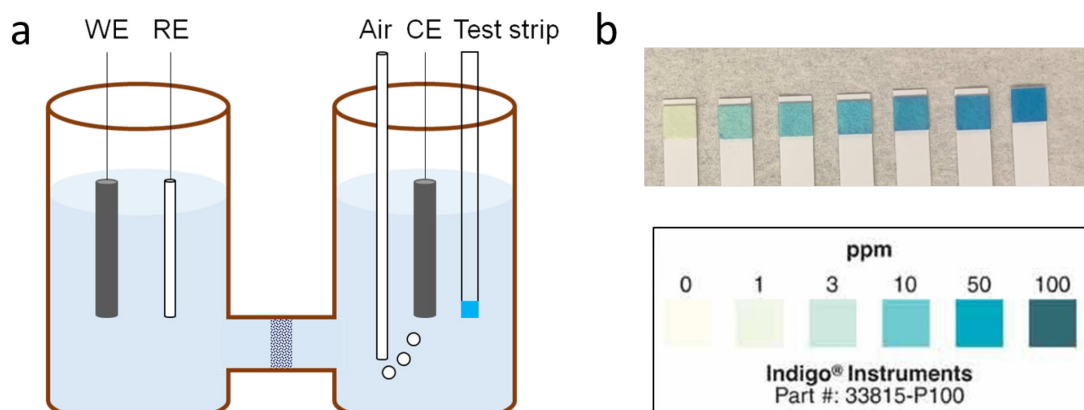 a
WE RE
Air CE Test strip
b
ppm
0 1 3 10 50 100
Indigo® Instruments
Part #: 33815-P100